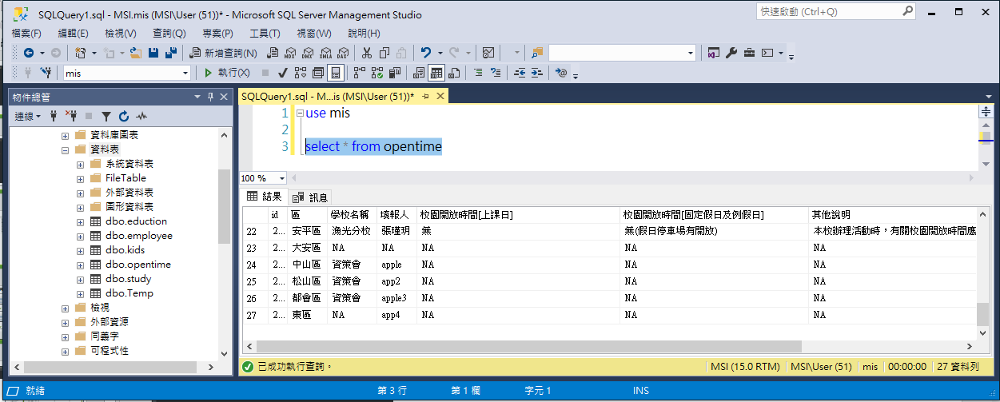 SQLQuery1.sql - MSI.mis (MSI\User (51))* - Microsoft SQL Server Management Studio
快速啟動 (Ctrl+Q)
檔案(F) 編輯(E) 檢視(V) 查詢(Q) 專案(P) 工具(T) 視窗(W) 說明(H)
新增查詢(N) MDX DMX XMLA DAX
mis 執行(X)
物件總管
SQLQuery1.sql - M...is (MSI\User (51))*
連線
資料庫圖表
資料表
系統資料表
FileTable
外部資料表
圖形資料表
dbo.eduction
dbo.employee
dbo.kids
dbo.opentime
dbo.study
dbo.Temp
檢視
外部資源
同義字
可程式性
1 use mis
2
3 select * from opentime
100 %
結果 訊息
id 區 學校名稱 填報人 校園開放時間[上課日] 校園開放時間[固定假日及例假日] 其他說明
22 2... 安平區 漁光分校 張瑾玥 無 無(假日停車場有開放) 本校辦理活動時，有關校園開放時間應
23 2... 大安區 NA NA NA NA NA
24 2... 中山區 資策會 apple NA NA NA
25 2... 松山區 資策會 app2 NA NA NA
26 2... 都會區 資策會 apple3 NA NA NA
27 2... 東區 NA app4 NA NA NA
已成功執行查詢。 MSI (15.0 RTM) MSI\User (51) mis 00:00:00 27 資料列
就緒 第 3 行 第 1 欄 字元 1 INS